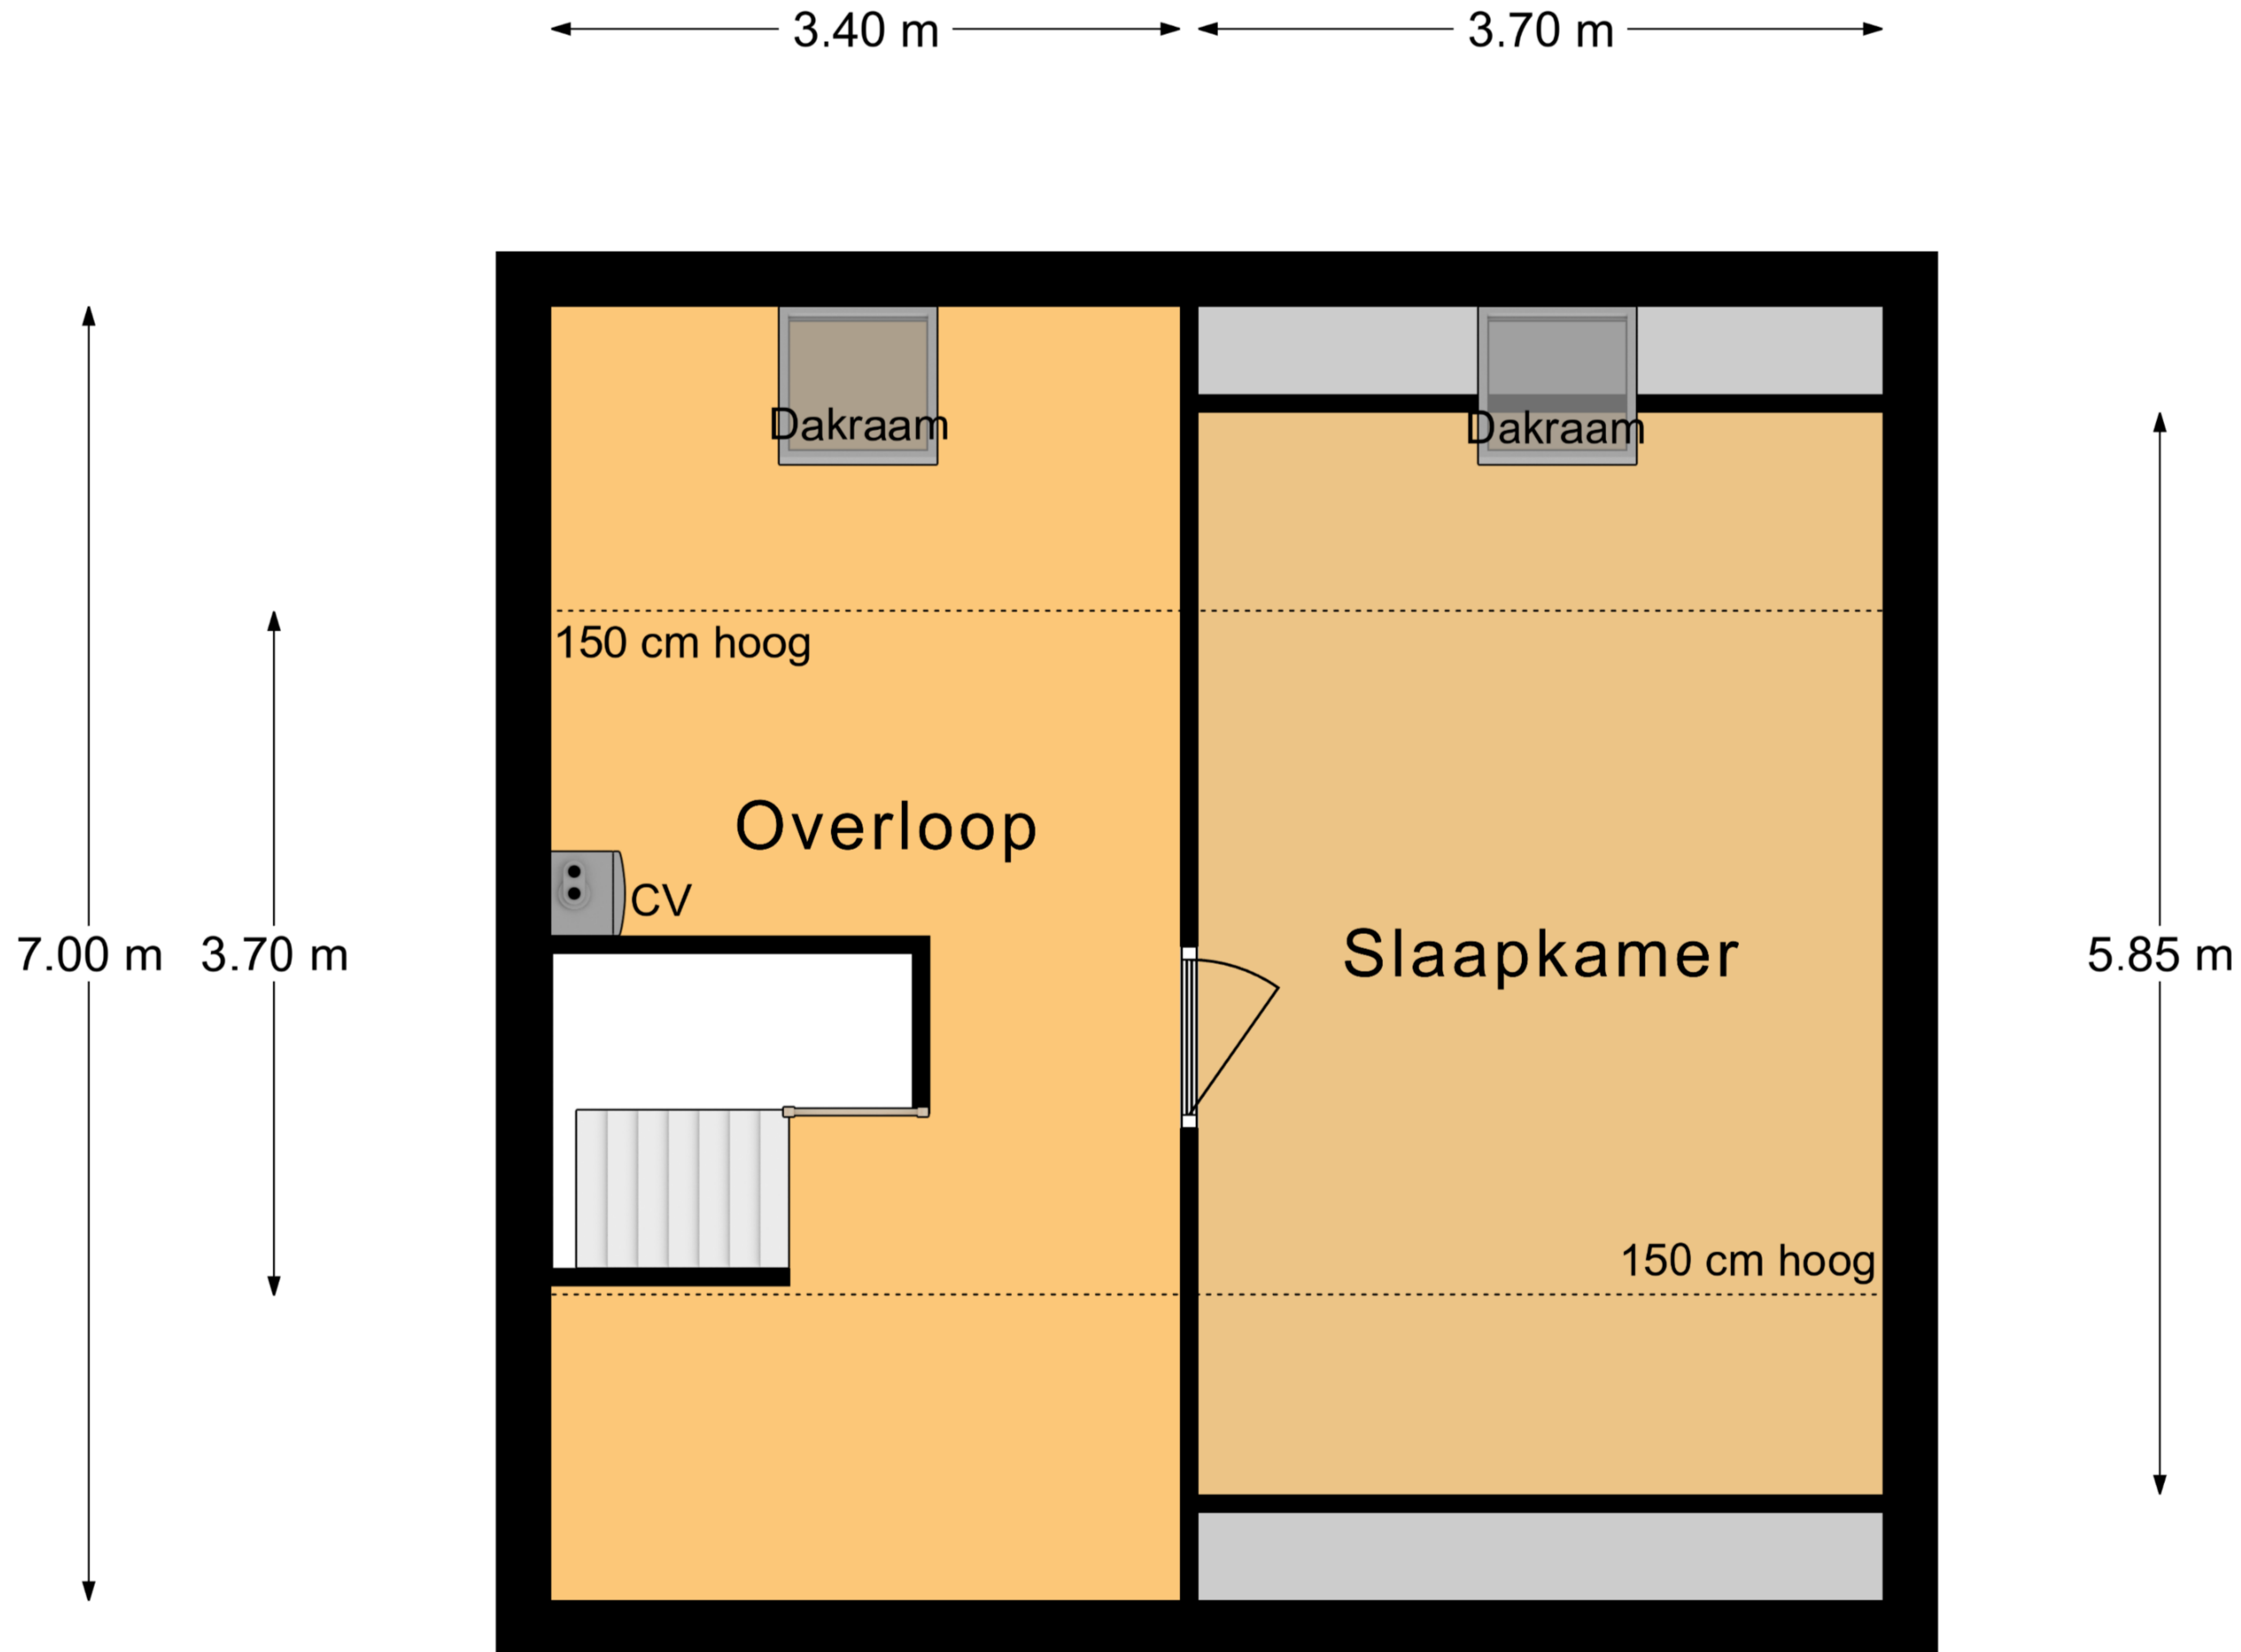 3.40 m
3.70 m
Dakraam
Dakraam
150 cm hoog
Overloop
CV
7.00 m
3.70 m
Slaapkamer
5.85 m
150 cm hoog